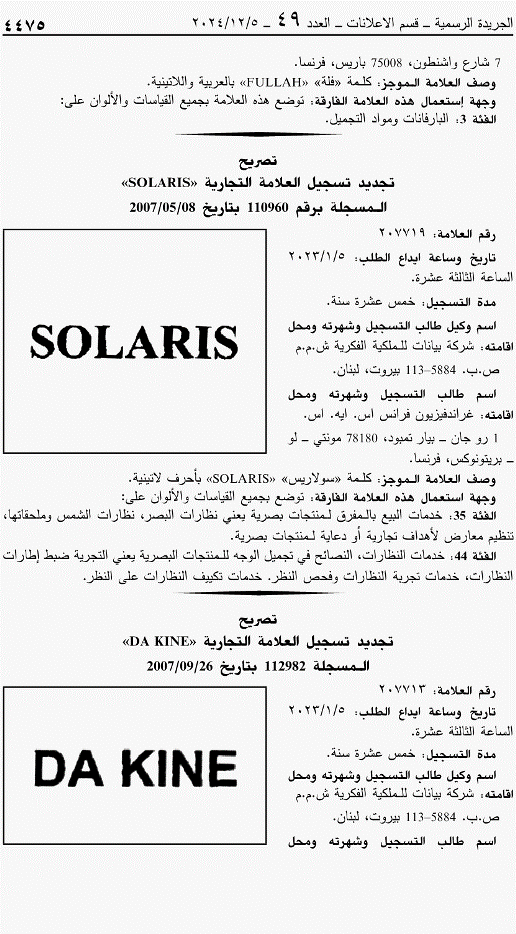 الجريدة الرسمية ــ قسم الاعلانات ــ العدد ٤٩ ــ ٢٠٢٤/١٢/٥ ٤٤٧٥
7 شارع واشنطون، 75008 باريس، فرنسا.
وصف العلامة الموجز: كلمة «فلة» «FULLAH» بالعربية واللاتينية.
وجهة إستعمال هذه العلامة الفارقة: توضع هذه العلامة بجميع القياسات والألوان على:
الفئة 3: البارفانات ومواد التجميل.
تصريح
تجديد تسجيل العلامة التجارية «SOLARIS»
المسجلة برقم 110960 بتاريخ 2007/05/08
رقم العلامة: ٢٠٧٧١٩
تاريخ وساعة ايداع الطلب: ٢٠٢٣/١/٥
الساعة الثالثة عشرة.
مدة التسجيل: خمس عشرة سنة.
اسم وكيل طالب التسجيل وشهرته ومحل
اقامته: شركة بيانات للملكية الفكرية ش.م.م
ص.ب. 5884–113 بيروت، لبنان.
اسم طالب التسجيل وشهرته ومحل
اقامته: غراندفيزيون فرانس اس. ايه. اس.
1 رو جان ــ بيار تمبود، 78180 مونتي ــ لو
ــ بريتونوكس، فرنسا.
SOLARIS
وصف العلامة الموجز: كلمة «سولاريس» «SOLARIS» بأحرف لاتينية.
وجهة استعمال هذه العلامة الفارقة: توضع بجميع القياسات والألوان على:
الفئة 35: خدمات البيع بالمفرق لمنتجات بصرية يعني نظارات البصر، نظارات الشمس وملحقاتها،
تنظيم معارض لأهداف تجارية أو دعاية لمنتجات بصرية.
الفئة 44: خدمات النظارات، النصائح في تجميل الوجه للمنتجات البصرية يعني التجربة ضبط إطارات
النظارات، خدمات تجربة النظارات وفحص النظر. خدمات تكييف النظارات على النظر.
تصريح
تجديد تسجيل العلامة التجارية «DA KINE»
المسجلة 112982 بتاريخ 2007/09/26
رقم العلامة: ٢٠٧٧١٣
تاريخ وساعة ايداع الطلب: ٢٠٢٣/١/٥
الساعة الثالثة عشرة.
مدة التسجيل: خمس عشرة سنة.
اسم وكيل طالب التسجيل وشهرته ومحل
اقامته: شركة بيانات للملكية الفكرية ش.م.م
ص.ب. 5884–113 بيروت، لبنان.
اسم طالب التسجيل وشهرته ومحل
DA KINE